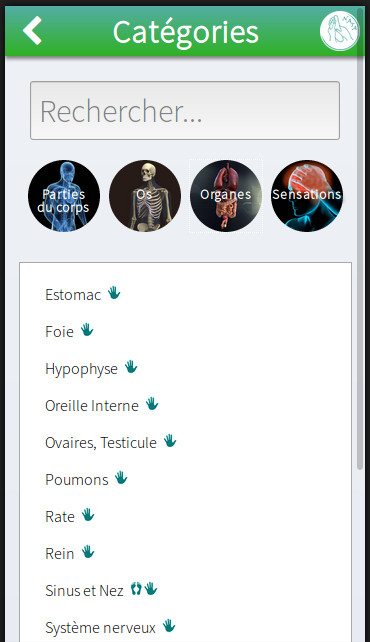 Catégories
Rechercher...
Parties
du corps
Os
Organes
Sensations
Estomac
Foie
Hypophyse
Oreille Interne
Ovaires, Testicule
Poumons
Rate
Rein
Sinus et Nez
Système nerveux